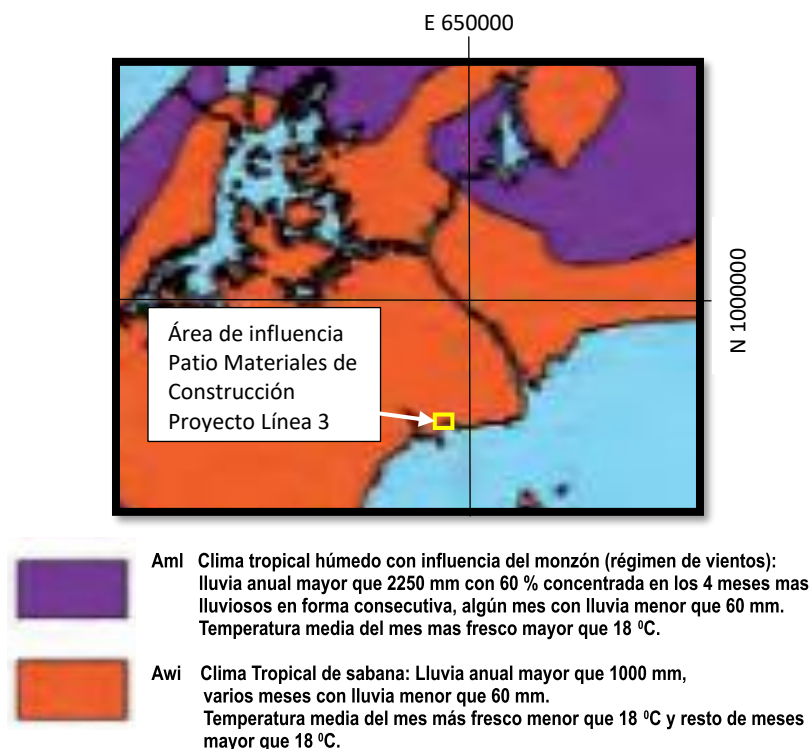 E 650000
N 1000000
Área de influencia
Patio Materiales de
Construcción
Proyecto Línea 3
Aml Clima tropical húmedo con influencia del monzón (régimen de vientos):
lluvia anual mayor que 2250 mm con 60 % concentrada en los 4 meses mas
lluviosos en forma consecutiva, algún mes con lluvia menor que 60 mm.
Temperatura media del mes mas fresco mayor que 18 ⁰C.
Awi Clima Tropical de sabana: Lluvia anual mayor que 1000 mm,
varios meses con lluvia menor que 60 mm.
Temperatura media del mes más fresco menor que 18 ⁰C y resto de meses
mayor que 18 ⁰C.